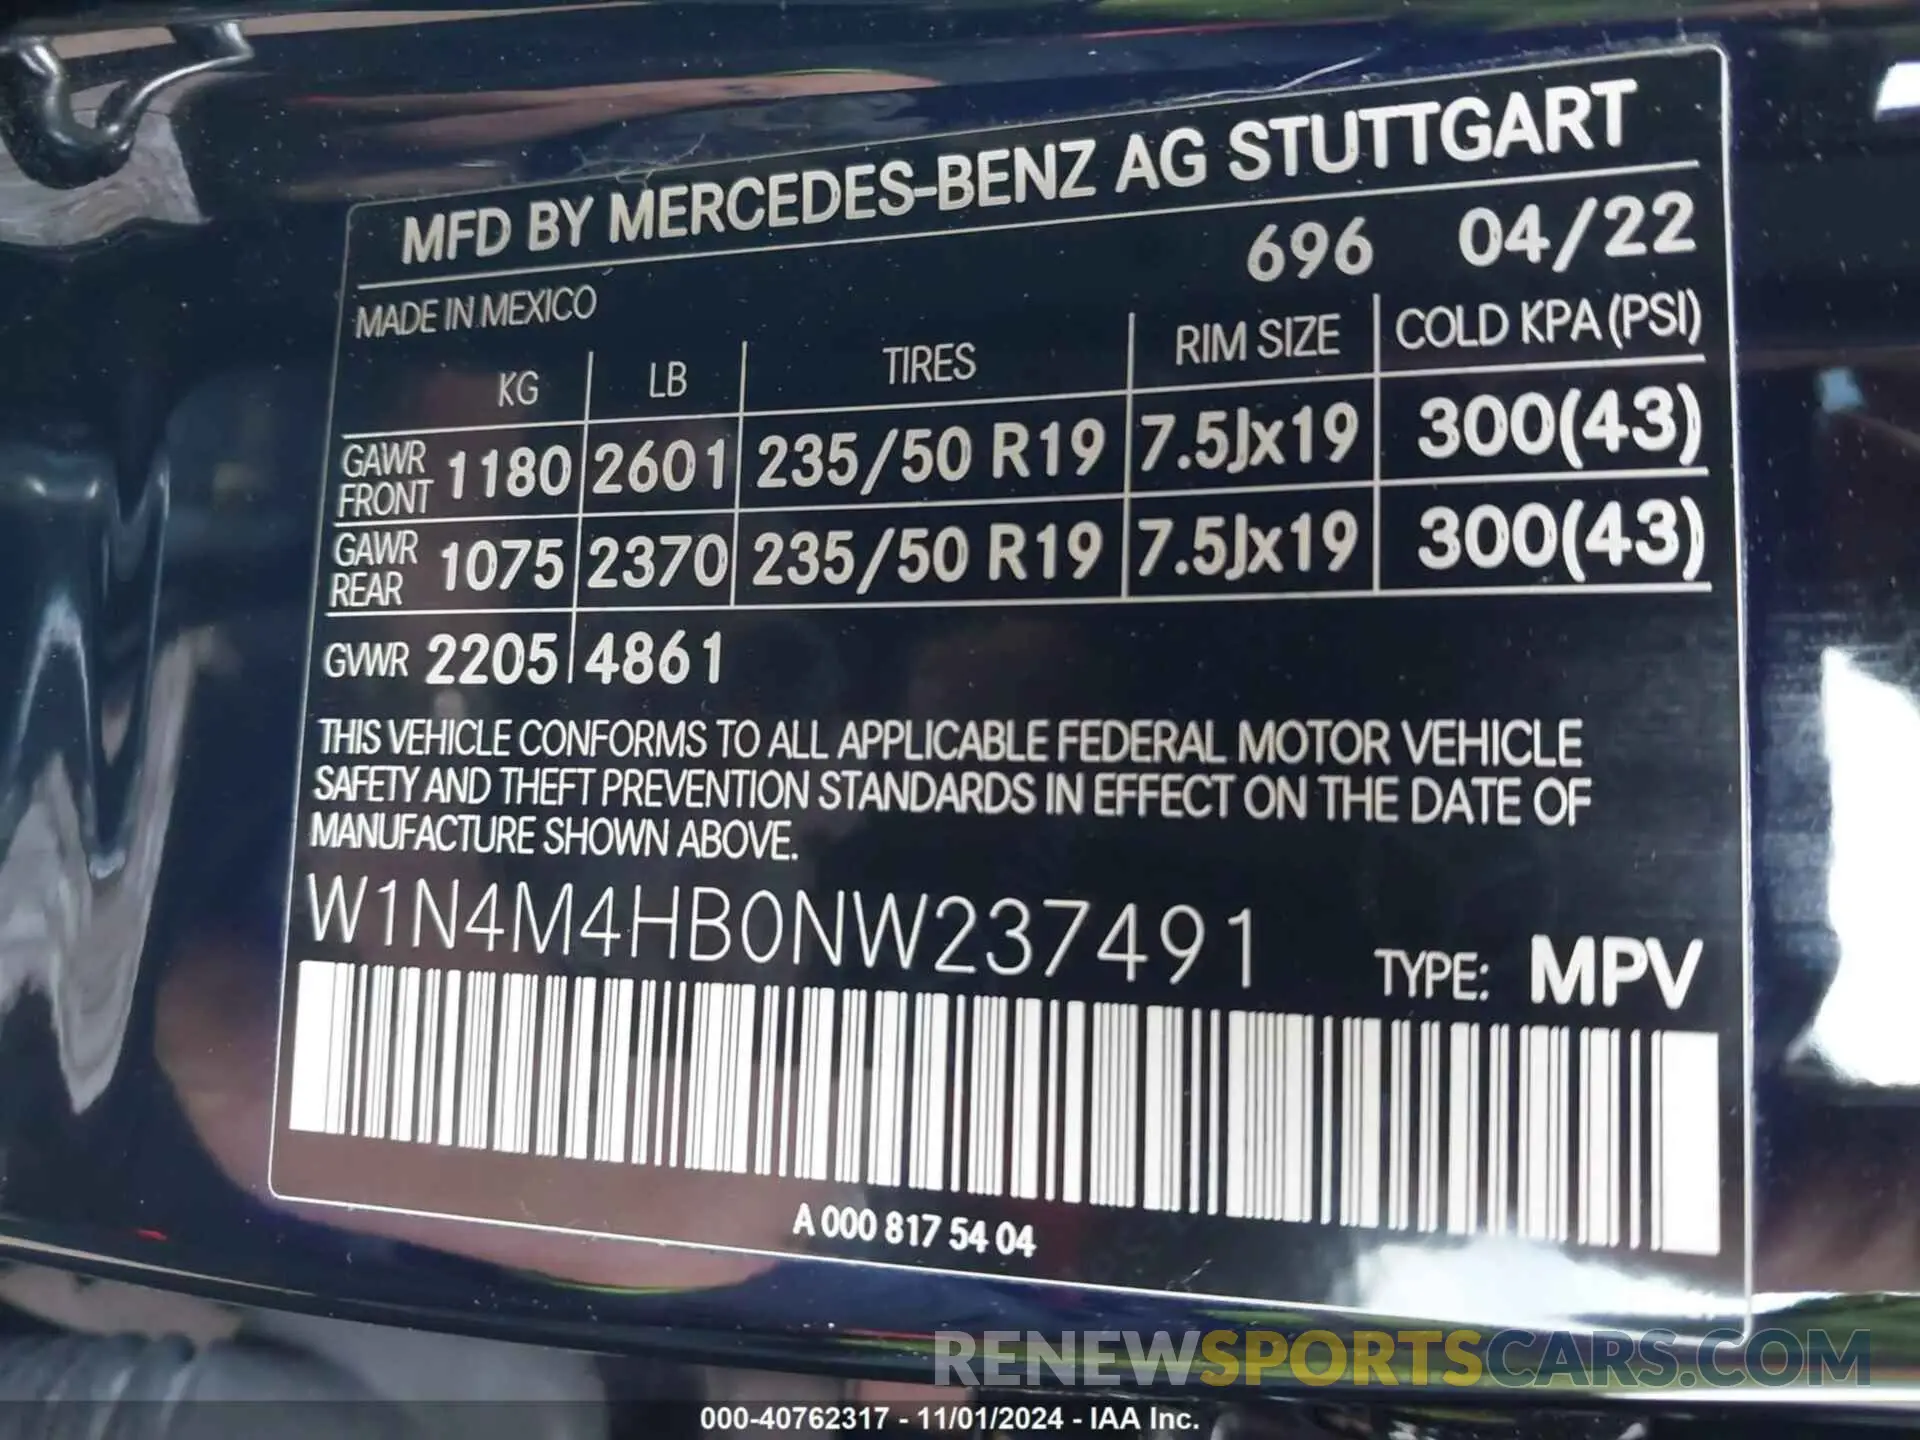 MFD BY MERCEDES-BENZ AG STUTTGART
MADE IN MEXICO 696 04/22
KG LB TIRES RIM SIZE COLD KPA (PSI)
GAWR FRONT 1180 2601 235/50 R19 7.5Jx19 300(43)
GAWR REAR 1075 2370 235/50 R19 7.5Jx19 300(43)
GVWR 2205 4861
THIS VEHICLE CONFORMS TO ALL APPLICABLE FEDERAL MOTOR VEHICLE
SAFETY AND THEFT PREVENTION STANDARDS IN EFFECT ON THE DATE OF
MANUFACTURE SHOWN ABOVE.
W1N4M4HB0NW237491 TYPE: MPV
A 000 817 54 04
RENEWSPORTSCARS.COM
000-40762317 - 11/01/2024 - IAA Inc.